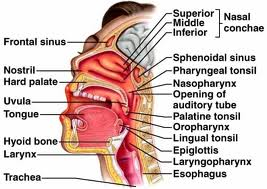 Superior
Middle
Inferior
Nasal
conchae
Frontal sinus
Sphenoidal sinus
Pharyngeal tonsil
Nostril
Hard palate
Nasopharynx
Opening of
auditory tube
Uvula
Tongue
Palatine tonsil
Oropharynx
Lingual tonsil
Hyoid bone
Epiglottis
Larynx
Laryngopharynx
Trachea
Esophagus